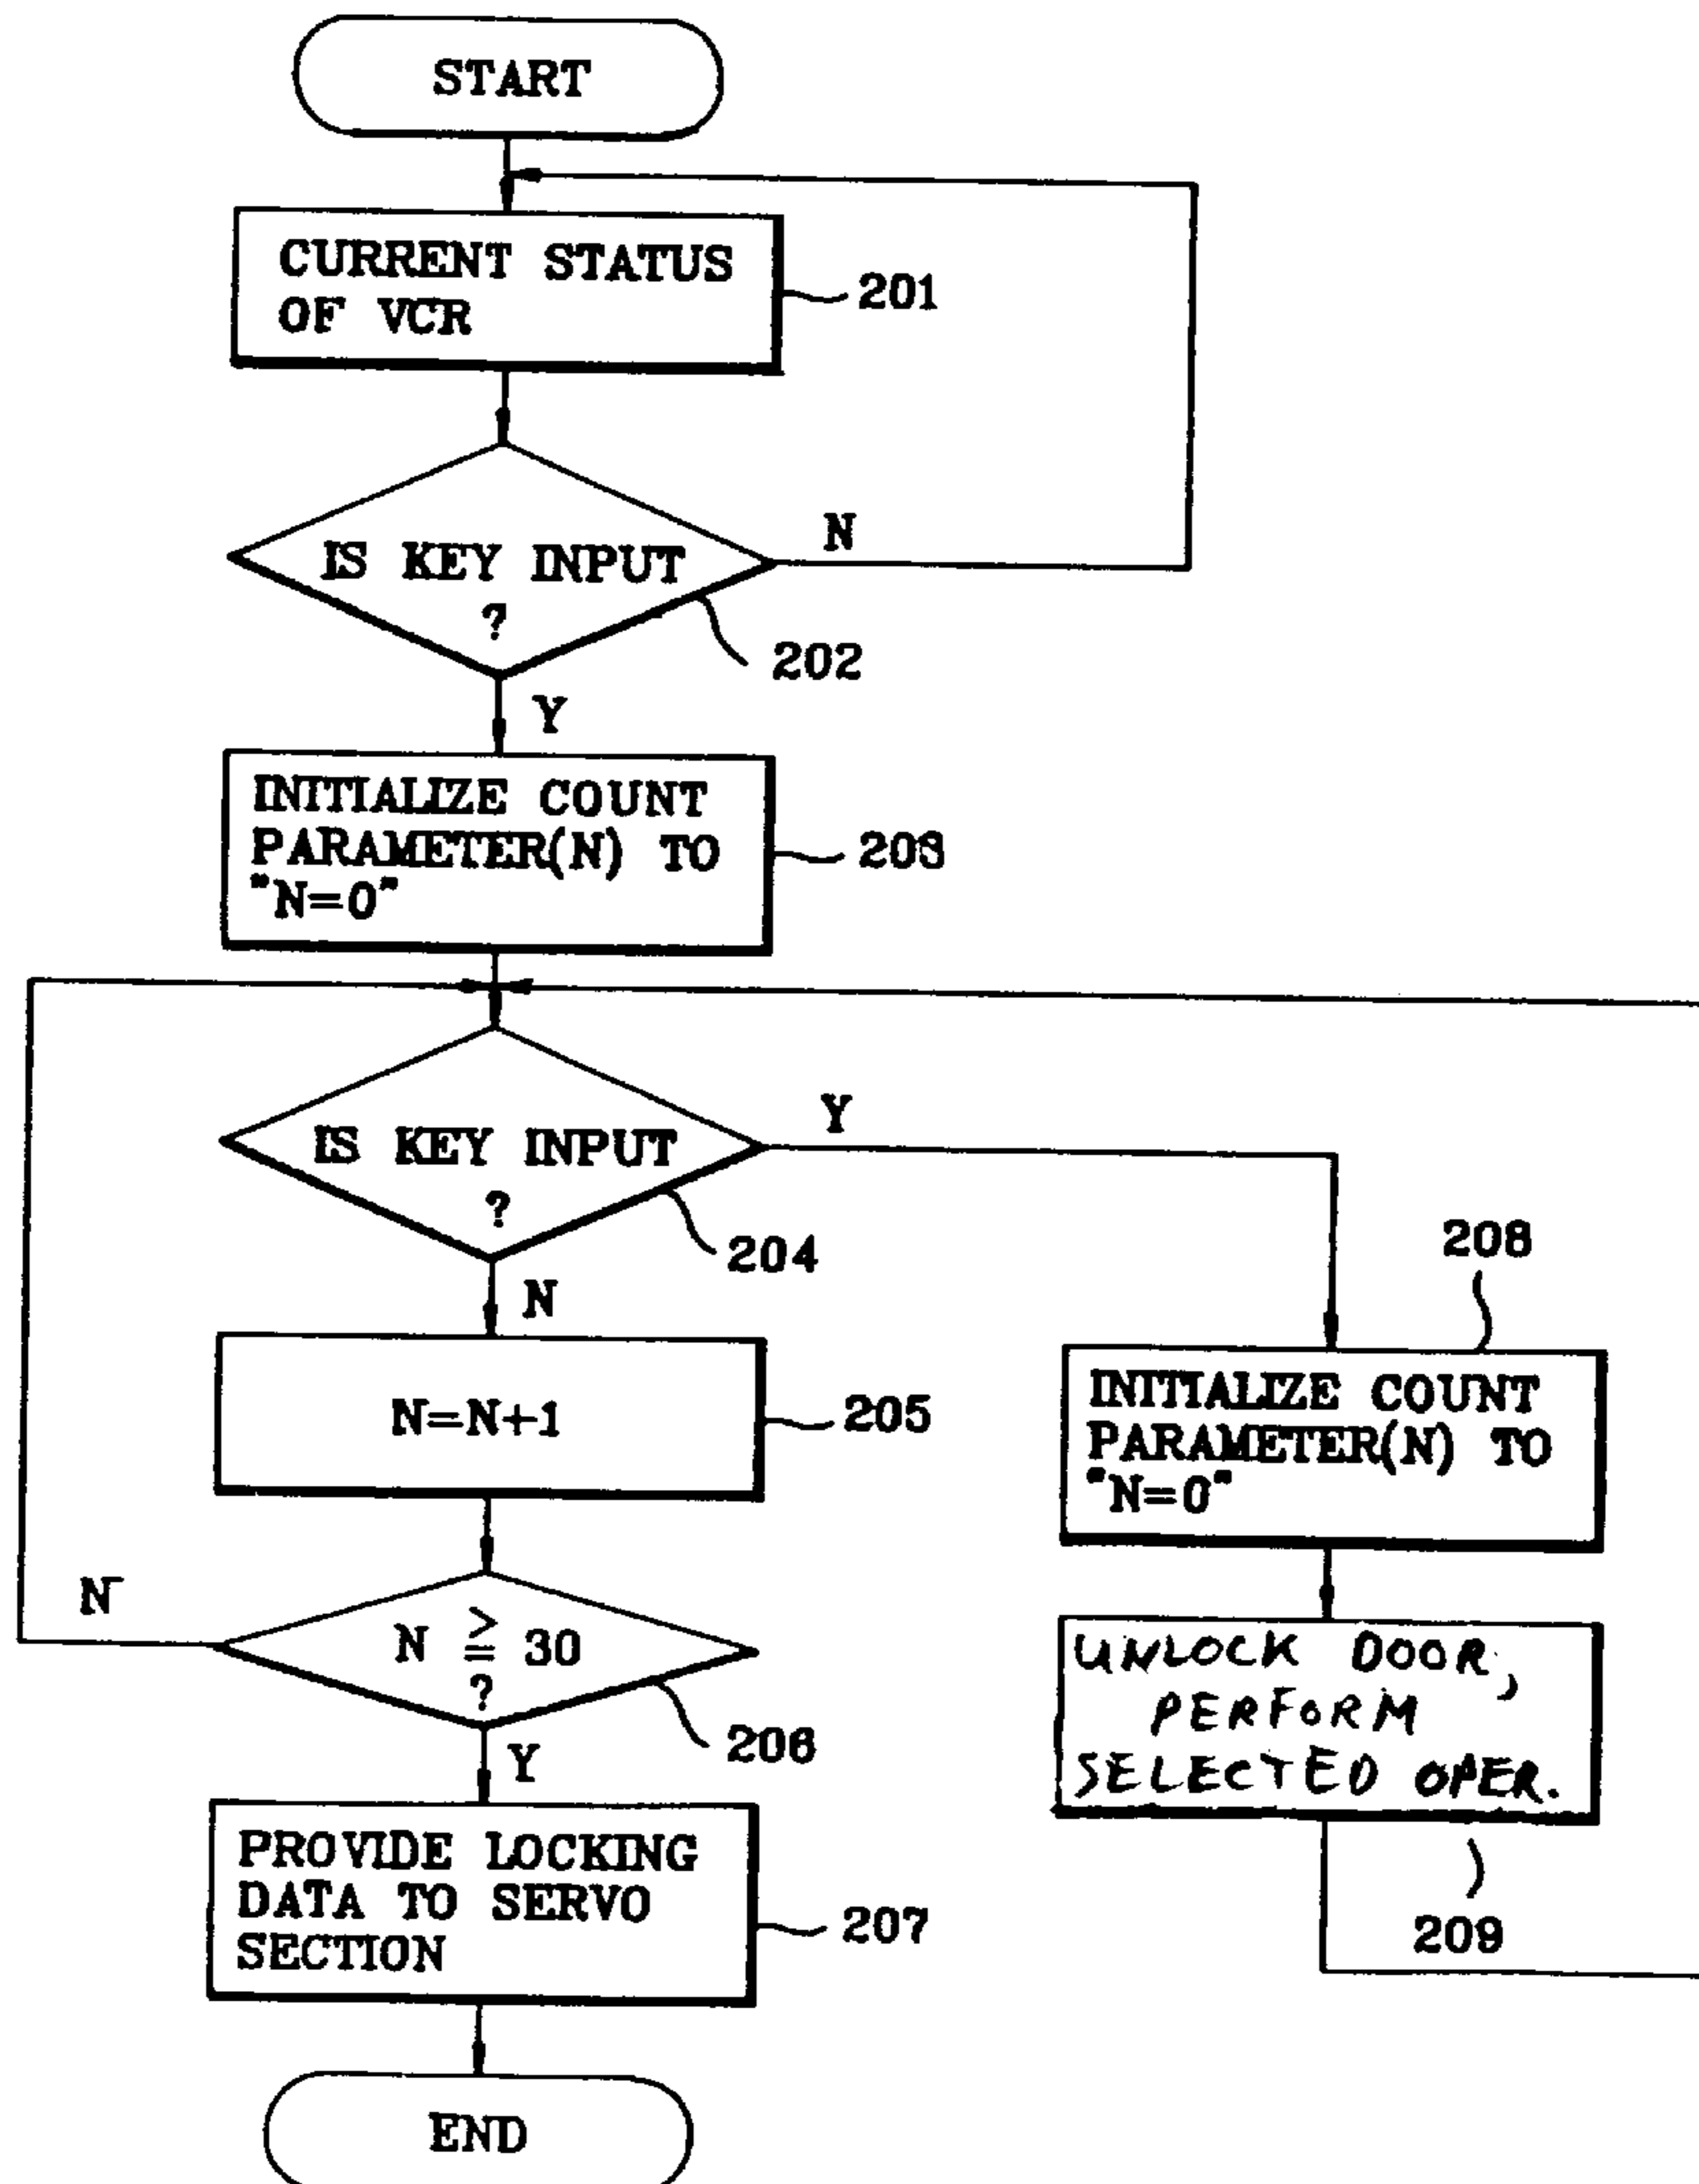 START
CURRENT STATUS
OF VCR
201
IS KEY INPUT
?
N
202
Y
INITIALIZE COUNT
PARAMETER(N) TO
"N=0"
203
IS KEY INPUT
?
Y
204
N
N=N+1
205
N ≧ 30
?
N
206
Y
PROVIDE LOCKING
DATA TO SERVO
SECTION
207
END
208
INITIALIZE COUNT
PARAMETER(N) TO
"N=0"
UNLOCK DOOR,
PERFORM
SELECTED OPER.
209